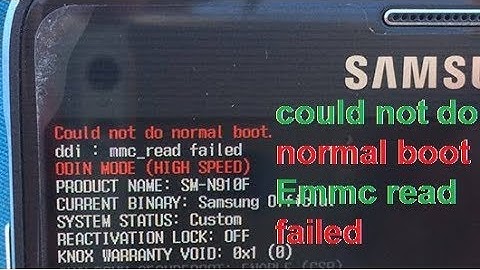 SAMSU
Could not do normal boot.
ddi : mmc_read failed
ODIN MODE (HIGH SPEED)
PRODUCT NAME: SM-N910F
CURRENT BINARY: Samsung Of
SYSTEM STATUS: Custom
REACTIVATION LOCK: OFF
KNOX WARRANTY VOID: 0x1 (0)
could not do
normal boot
Emmc read
failed